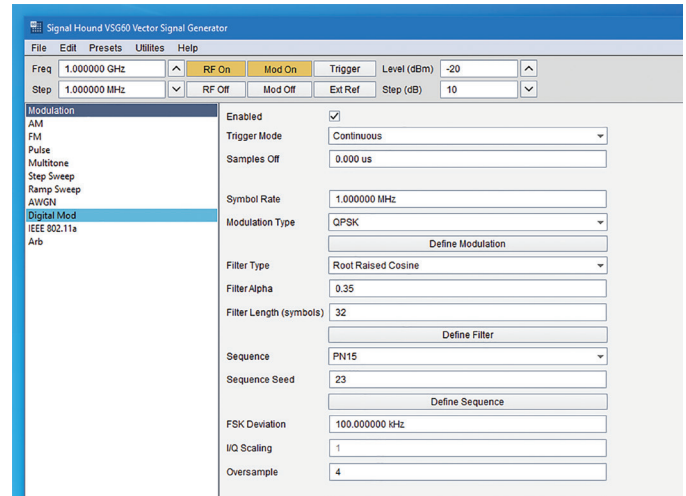 Signal Hound VSG60 Vector Signal Generator
File Edit Presets Utilites Help
Freq 1.000000 GHz RF On Mod On Trigger Level (dBm) -20
Step 1.000000 MHz RF Off Mod Off Ext Ref Step (dB) 10
Modulation
AM
FM
Pulse
Multitone
Step Sweep
Ramp Sweep
AWGN
Digital Mod
IEEE 802.11a
Arb
Enabled
Trigger Mode Continuous
Samples Off 0.000 us
Symbol Rate 1.000000 MHz
Modulation Type QPSK
Define Modulation
Filter Type Root Raised Cosine
Filter Alpha 0.35
Filter Length (symbols) 32
Define Filter
Sequence PN15
Sequence Seed 23
Define Sequence
FSK Deviation 100.000000 kHz
I/Q Scaling 1
Oversample 4